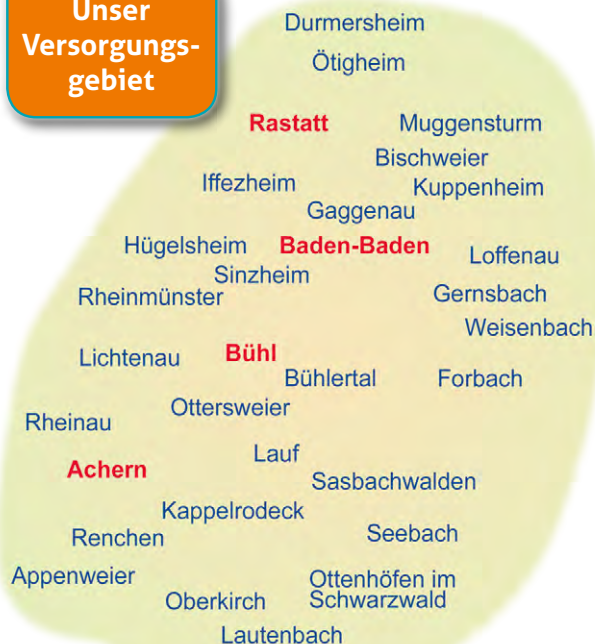 Unser
Versorgungs-
gebiet
Durmersheim
Ötigheim
Rastatt
Muggensturm
Bischweier
Iffezheim
Kuppenheim
Gaggenau
Hügelsheim
Baden-Baden
Loffenau
Sinzheim
Rheinmünster
Gernsbach
Weisenbach
Lichtenau
Bühl
Bühlertal
Forbach
Ottersweier
Rheinau
Lauf
Achern
Sasbachwalden
Kappelrodeck
Renchen
Seebach
Appenweier
Ottenhöfen im
Schwarzwald
Oberkirch
Lautenbach